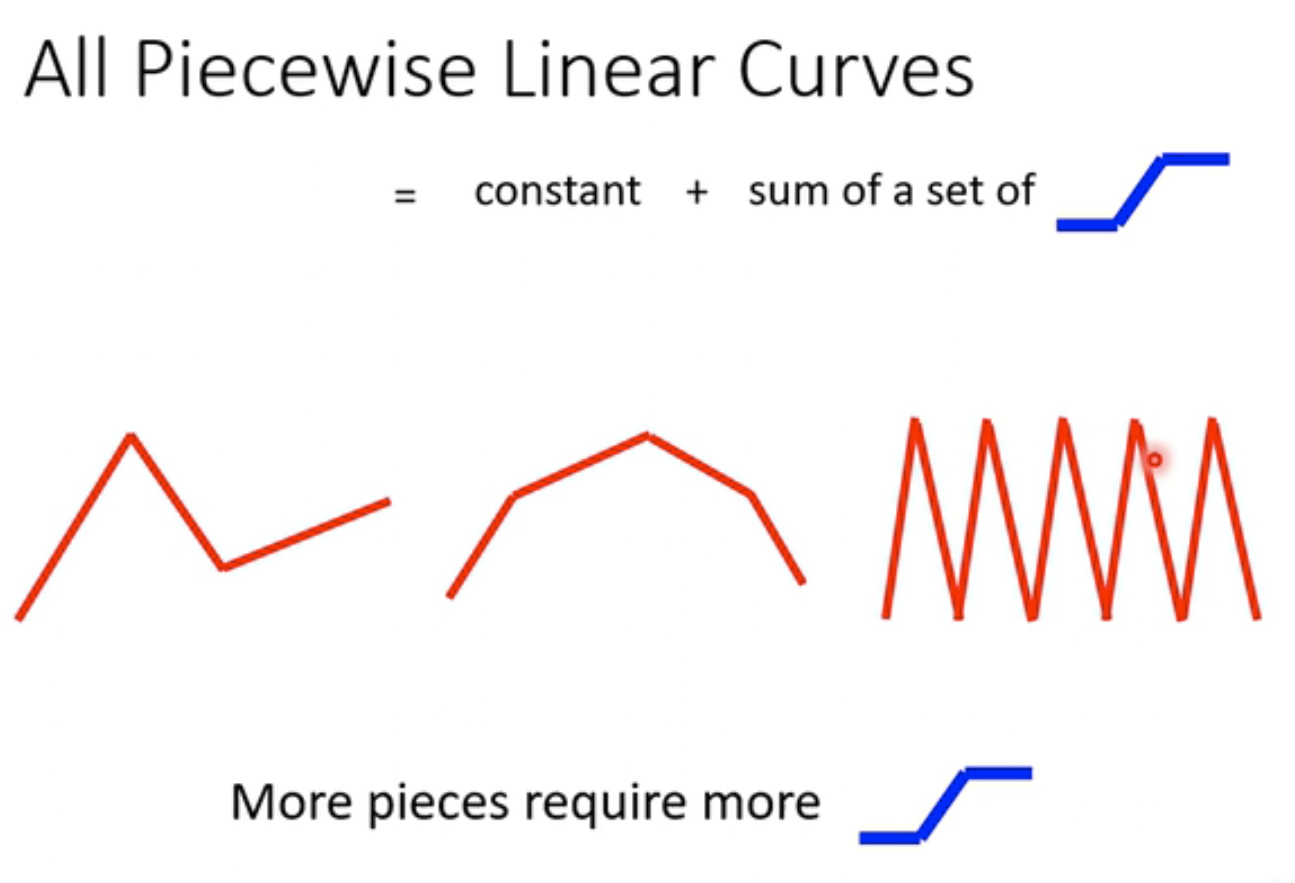 All Piecewise Linear Curves
= constant + sum of a set of
More pieces require more